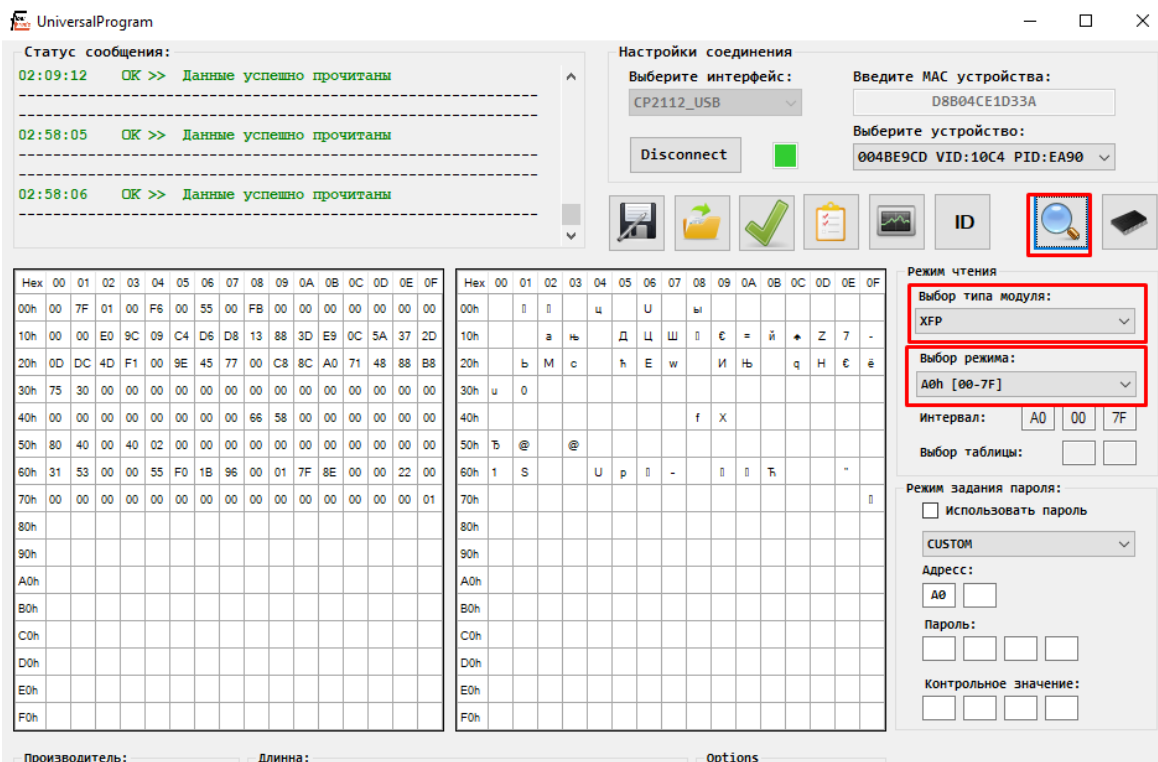 UniversalProgram
Статус сообщения:
02:09:12 OK >> Данные успешно прочитаны
02:58:05 OK >> Данные успешно прочитаны
02:58:06 OK >> Данные успешно прочитаны
Настройки соединения
Выберите интерфейс:
CP2112_USB
Disconnect
Введите MAC устройства:
D8B04CE1D33A
Выберите устройство:
004BE9CD VID:10C4 PID:EA90
ID
Hex 00 01 02 03 04 05 06 07 08 09 0A 0B 0C 0D 0E 0F
00h 00 7F 01 00 F6 00 55 00 FB 00 00 00 00 00 00 00
10h 00 00 E0 9C 09 C4 D6 D8 13 88 3D E9 0C 5A 37 2D
20h 0D DC 4D F1 00 9E 45 77 00 C8 8C A0 71 48 88 B8
30h 75 30 00 00 00 00 00 00 00 00 00 00 00 00 00 00
40h 00 00 00 00 00 00 00 00 66 58 00 00 00 00 00 00
50h 80 40 00 40 02 00 00 00 00 00 00 00 00 00 00 00
60h 31 53 00 00 55 F0 1B 96 00 01 7F 8E 00 00 22 00
70h 00 00 00 00 00 00 00 00 00 00 00 00 00 00 00 01
80h
90h
A0h
B0h
C0h
D0h
E0h
F0h
Hex 00 01 02 03 04 05 06 07 08 09 0A 0B 0C 0D 0E 0F
00h ц U ы
10h а њ Д Ц Ш € = й Z 7 -
20h Ь М с ћ E w И Њ q H € ё
30h u 0
40h f X
50h Ђ @ @
60h 1 S U р - Ћ "
70h
80h
90h
A0h
B0h
C0h
D0h
E0h
F0h
Режим чтения
Выбор типа модуля:
XFP
Выбор режима:
A0h [00-7F]
Интервал: A0 00 7F
Выбор таблицы:
Режим задания пароля:
Использовать пароль
CUSTOM
Адресс:
A0
Пароль:
Контрольное значение:
Производитель:
Длинна:
Options